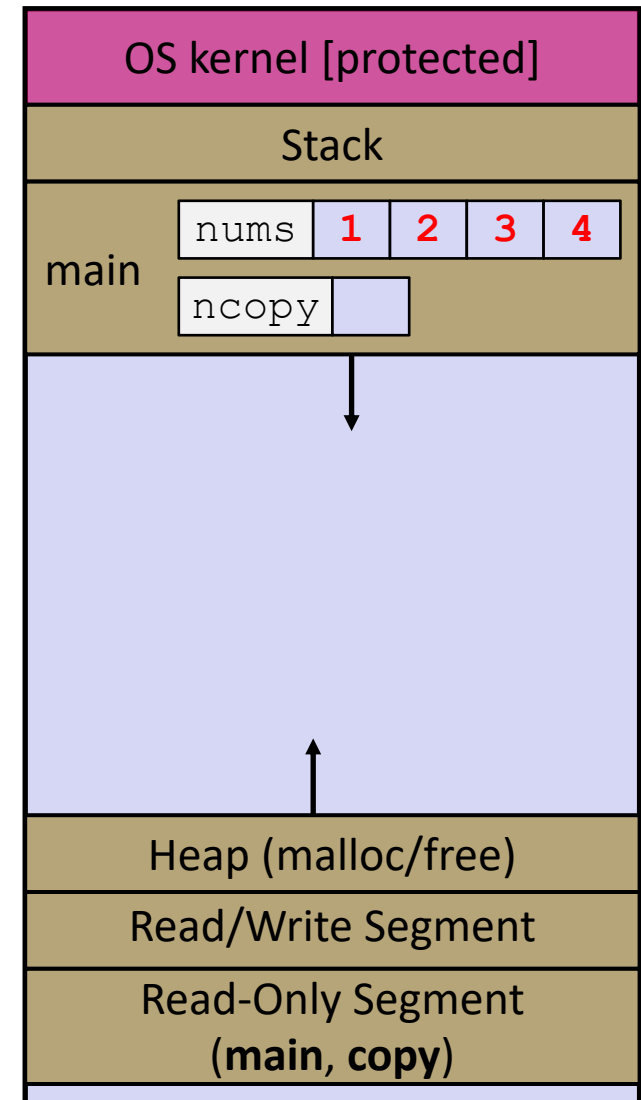 OS kernel [protected]
Stack
main
nums 1 2 3 4
ncopy
Heap (malloc/free)
Read/Write Segment
Read-Only Segment
(main, copy)